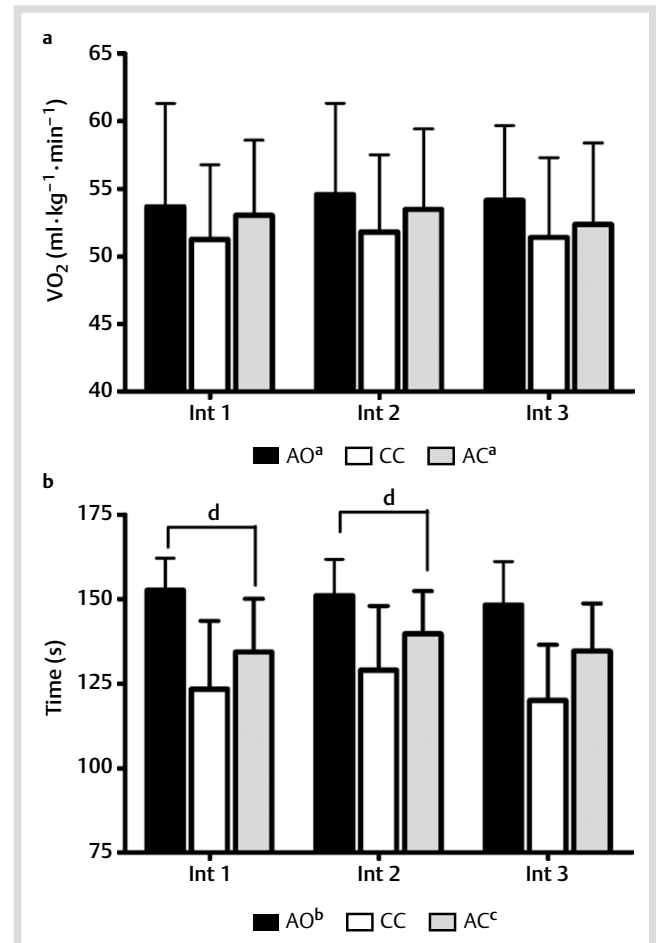 a
65
60
55
50
45
40
VO₂ (ml·kg⁻¹·min⁻¹)
Int 1 Int 2 Int 3
AOᵃ CC ACᵃ
b
d d
175
150
125
100
75
Time (s)
Int 1 Int 2 Int 3
AOᵇ CC ACᶜ